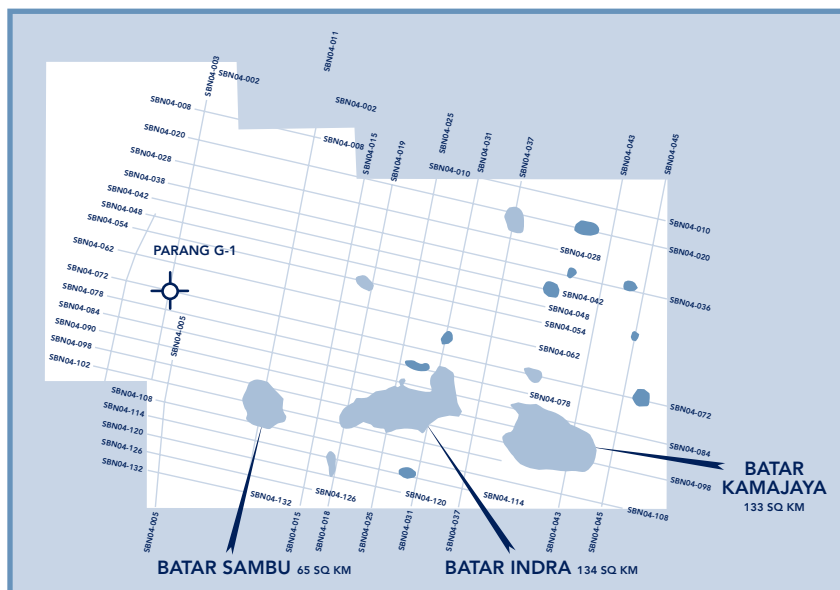 SBN04-011
SBN04-003
SBN04-002
SBN04-008
SBN04-002
SBN04-025
SBN04-020
SBN04-008
SBN04-015
SBN04-019
SBN04-031
SBN04-037
SBN04-043
SBN04-045
SBN04-028
SBN04-010
SBN04-038
SBN04-042
SBN04-048
SBN04-054
SBN04-010
SBN04-062
PARANG G-1
SBN04-028
SBN04-020
SBN04-072
SBN04-078
SBN04-042
SBN04-036
SBN04-084
SBN04-048
SBN04-090
SBN04-005
SBN04-054
SBN04-098
SBN04-062
SBN04-102
SBN04-108
SBN04-078
SBN04-114
SBN04-072
SBN04-120
SBN04-126
SBN04-084
SBN04-132
SBN04-098
BATAR
KAMAJAYA
133 SQ KM
SBN04-132
SBN04-126
SBN04-120
SBN04-114
SBN04-108
SBN04-005
SBN04-015
SBN04-018
SBN04-025
SBN04-031
SBN04-037
SBN04-043
SBN04-045
BATAR SAMBU 65 SQ KM
BATAR INDRA 134 SQ KM